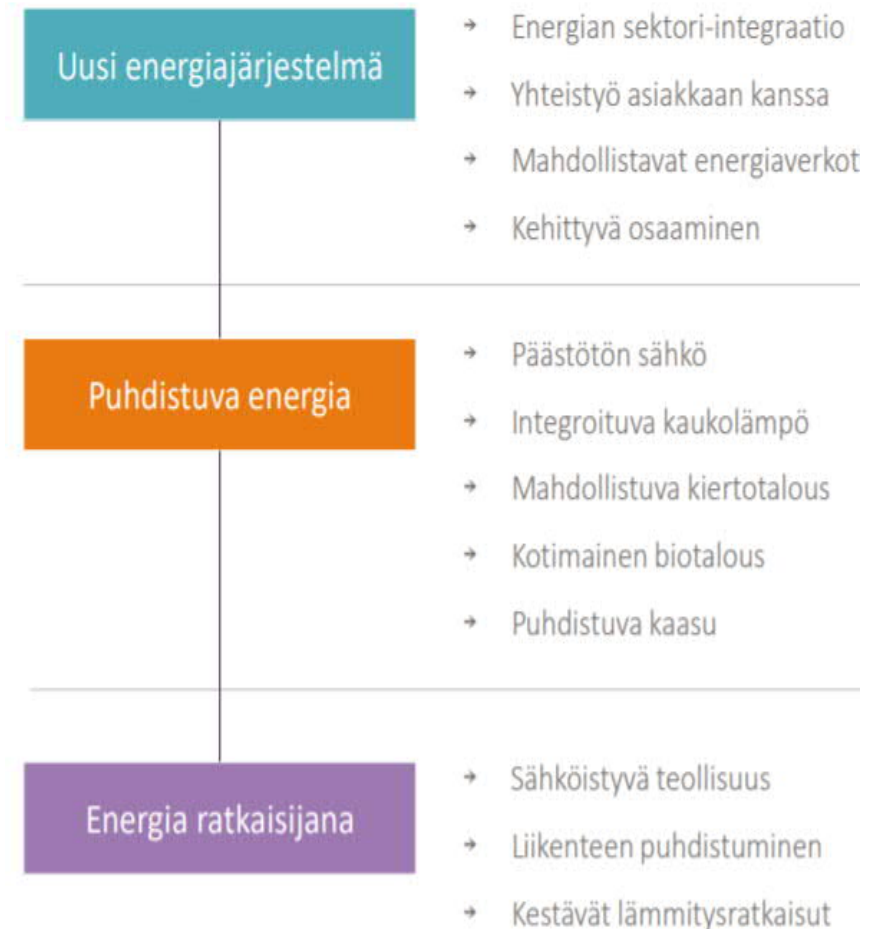 Uusi energiajärjestelmä
→ Energian sektori-integraatio
→ Yhteistyö asiakkaan kanssa
→ Mahdollistavat energiaverkot
→ Kehittyvä osaaminen
Puhdistuva energia
→ Päästötön sähkö
→ Integroituva kaukolämpö
→ Mahdollistuva kiertotalous
→ Kotimainen biotalous
→ Puhdistuva kaasu
Energia ratkaisijana
→ Sähköistyvä teollisuus
→ Liikenteen puhdistuminen
→ Kestävät lämmitysratkaisut